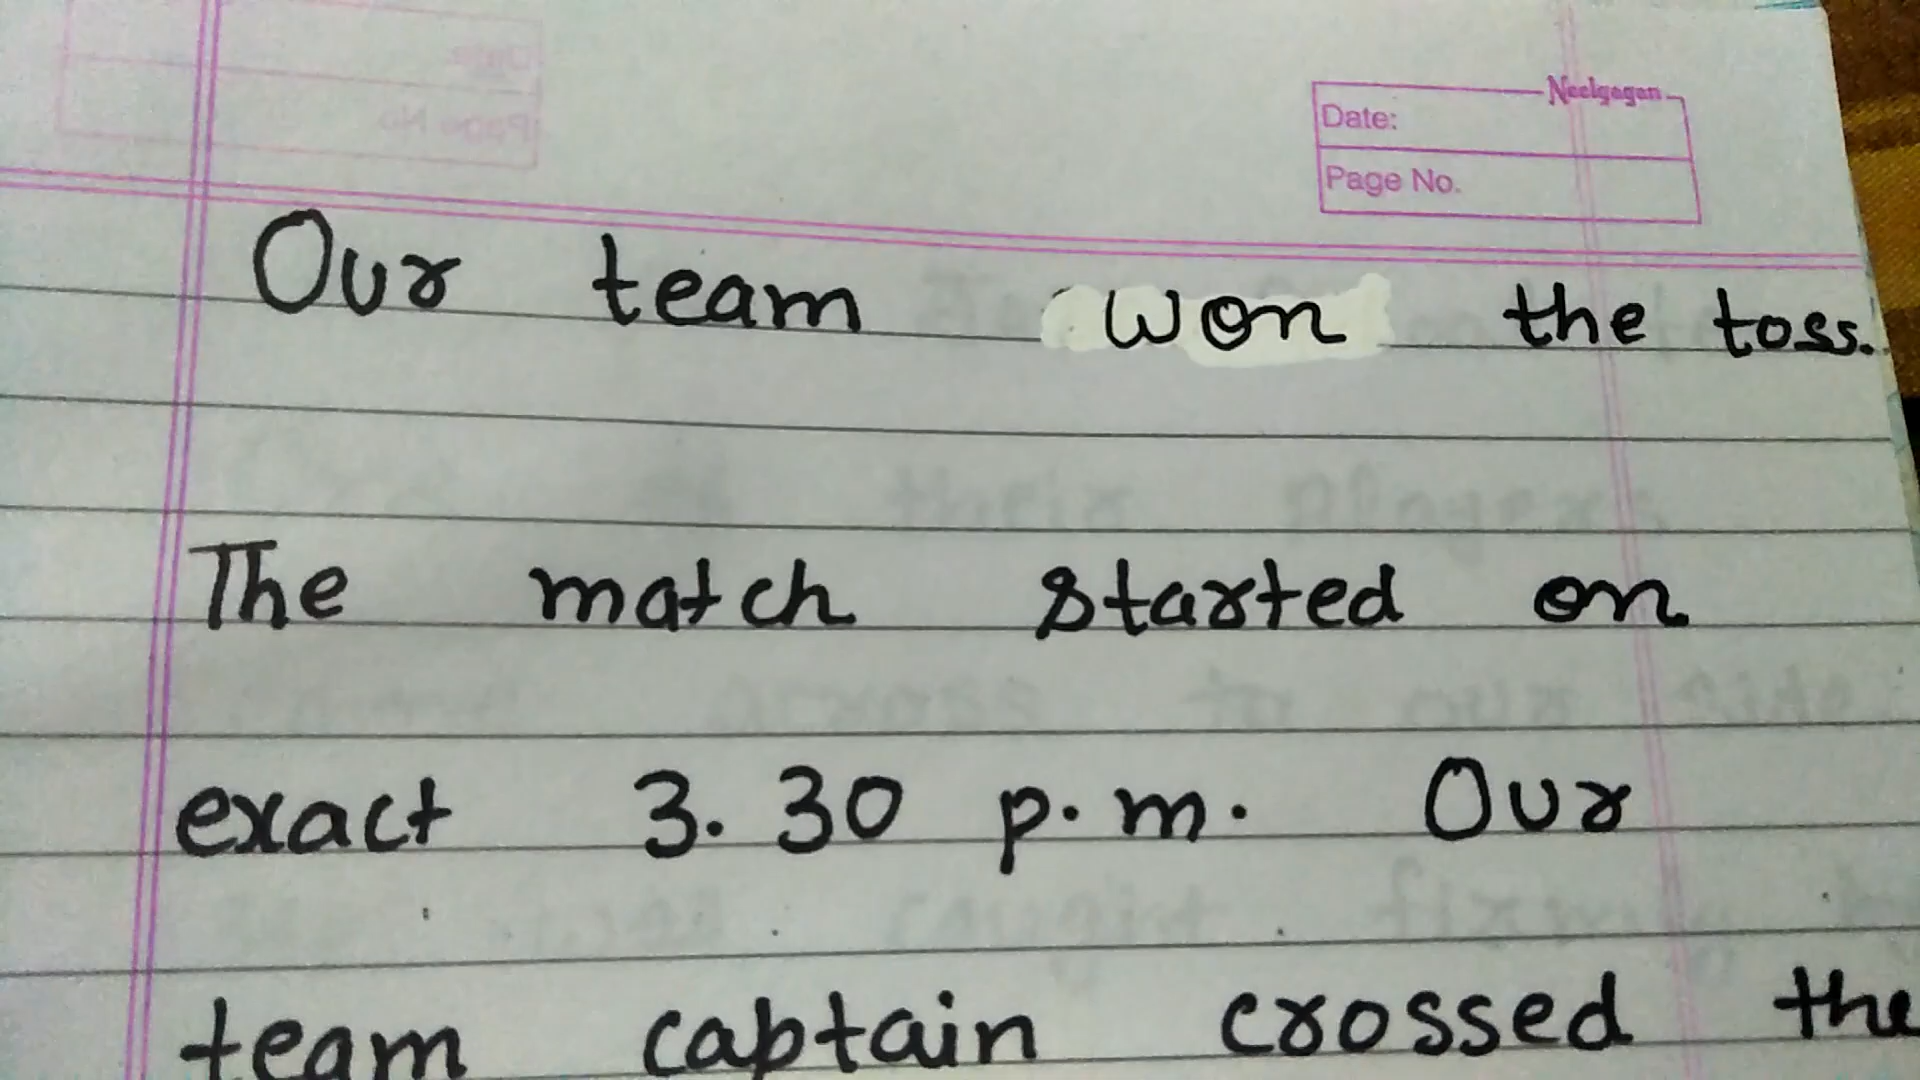 Neelgagan
Date:
Page No.
Our team won the toss.
The match started on
exact 3.30 p.m. Our
team captain crossed the